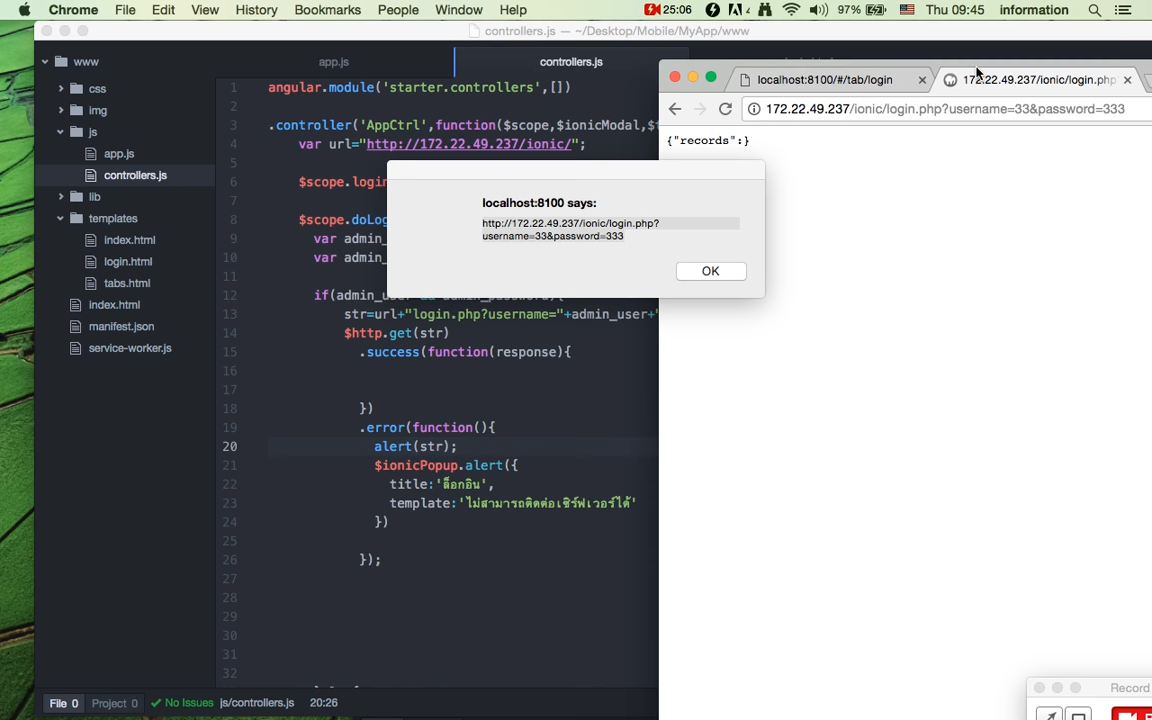 Chrome File Edit View History Bookmarks People Window Help 25:06 4 97% Thu 09:45 information
controllers.js — ~/Desktop/Mobile/MyApp/www
www
css
img
js
app.js
controllers.js
lib
templates
index.html
login.html
tabs.html
index.html
manifest.json
service-worker.js
app.js controllers.js
1 angular.module('starter.controllers',[])
2
3 .controller('AppCtrl',function($scope,$ionicModal,$
4 var url="http://172.22.49.237/ionic/";
5
6 $scope.login
7
8 $scope.doLog
9 var admin_
10 var admin_
11
12 if(admin_
13 str=url+"login.php?username="+admin_user+"
14 $http.get(str)
15 .success(function(response){
16
17
18 })
19 .error(function(){
20 alert(str);
21 $ionicPopup.alert({
22 title:'ล็อกอิน',
23 template:'ไม่สามารถติดต่อเซิร์ฟเวอร์ได้'
24 })
25
26 });
27
28
29
30
31
32
File 0 Project 0 No Issues js/controllers.js 20:26
localhost:8100/#/tab/login
172.22.49.237/ionic/login.php
172.22.49.237/ionic/login.php?username=33&password=333
{"records":}
localhost:8100 says:
http://172.22.49.237/ionic/login.php?
username=33&password=333
OK
Record